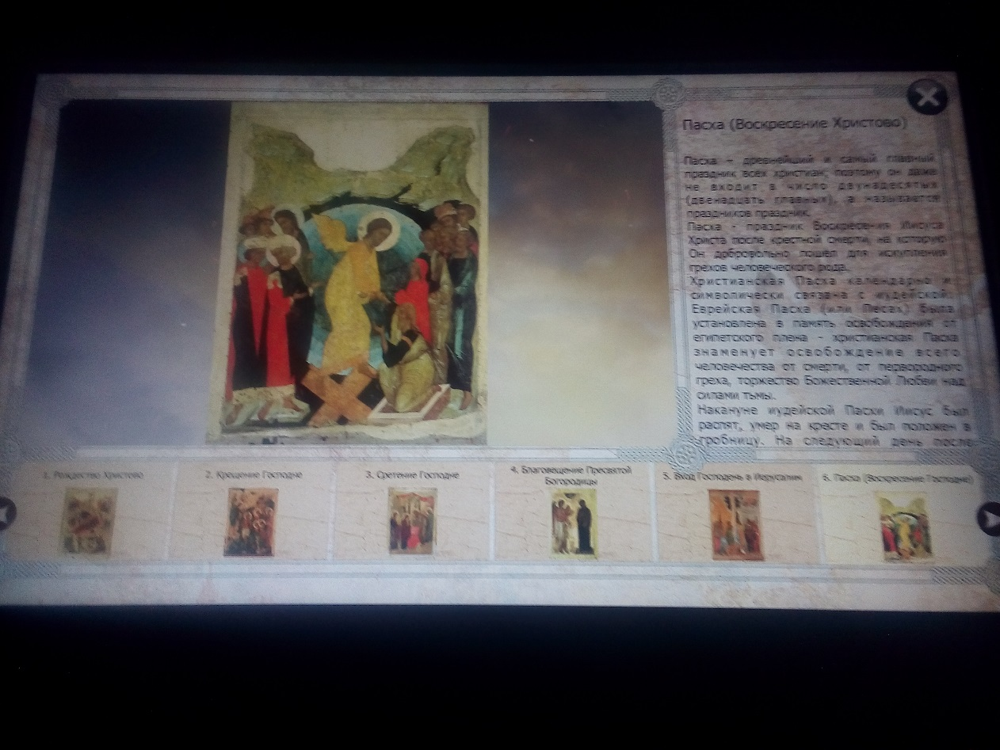 Пасха (Воскресение Христово)
Пасха – древнейший и самый главный
праздник всех христиан, поэтому он даже
не входит в число двунадесятых
(двенадцать главных), а называется
праздников праздник.
Пасха - праздник Воскресения Иисуса
Христа после крестной смерти, на которую
Он добровольно пошёл для искупления
грехов человеческого рода.
Христианская Пасха календарно и
символически связана с иудейской.
Еврейская Пасха (или Песах) была
установлена в память освобождения от
египетского плена - христианская Пасха
знаменует освобождение всего
человечества от смерти, от первородного
греха, торжество Божественной Любви над
силами тьмы.
Накануне иудейской Пасхи Иисус был
распят, умер на кресте и был положен в
гробницу. На следующий день после
1. Рождество Христово
2. Крещение Господне
3. Сретение Господне
4. Благовещение Пресвятой
Богородицы
5. Вход Господень в Иерусалим
6. Пасха (Воскресение Господне)